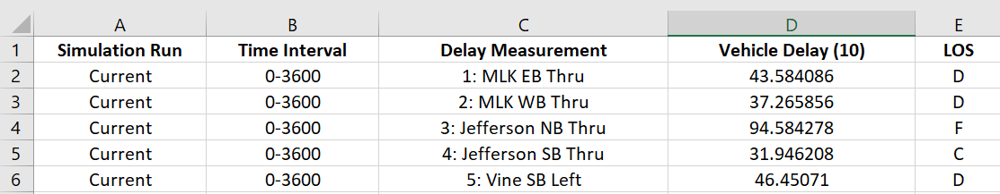 A B C D E
1 Simulation Run Time Interval Delay Measurement Vehicle Delay (10) LOS
2 Current 0-3600 1: MLK EB Thru 43.584086 D
3 Current 0-3600 2: MLK WB Thru 37.265856 D
4 Current 0-3600 3: Jefferson NB Thru 94.584278 F
5 Current 0-3600 4: Jefferson SB Thru 31.946208 C
6 Current 0-3600 5: Vine SB Left 46.45071 D